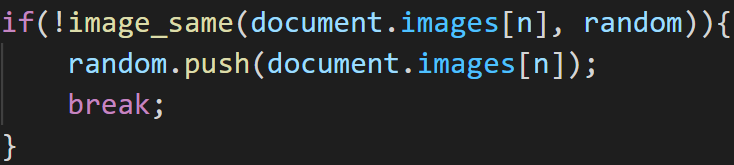 if(!image_same(document.images[n], random)){
    random.push(document.images[n]);
    break;
}